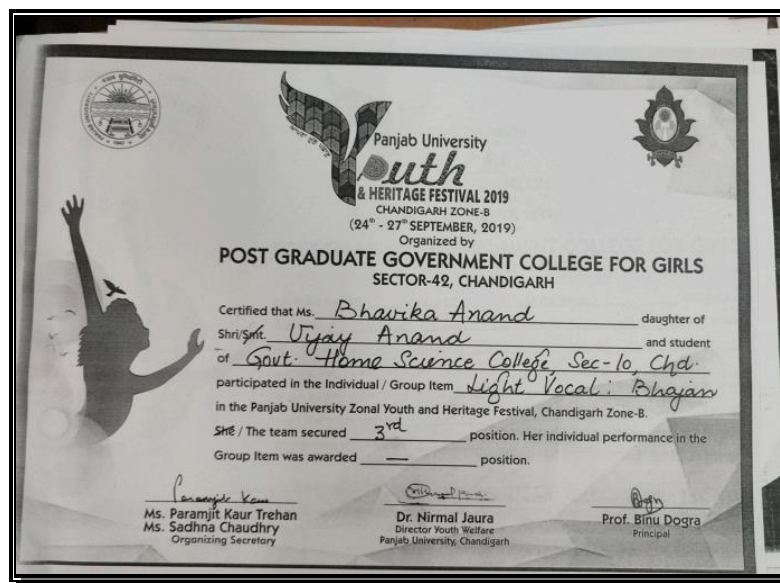 Panjab University
Youth
& HERITAGE FESTIVAL 2019
CHANDIGARH ZONE-B
(24th - 27th SEPTEMBER, 2019)
Organized by
POST GRADUATE GOVERNMENT COLLEGE FOR GIRLS
SECTOR-42, CHANDIGARH
Certified that Ms. Bhavika Anand daughter of
Shri/Smt. Vijay Anand and student
of Govt. Home Science College, Sec-10, Chd.
participated in the Individual / Group Item Light Vocal : Bhajan
in the Panjab University Zonal Youth and Heritage Festival, Chandigarh Zone-B.
She / The team secured 3rd position. Her individual performance in the
Group Item was awarded — position.
Paramjit Kaur
Ms. Paramjit Kaur Trehan
Ms. Sadhna Chaudhry
Organizing Secretary
Dr. Nirmal Jaura
Director Youth Welfare
Panjab University, Chandigarh
Prof. Binu Dogra
Principal